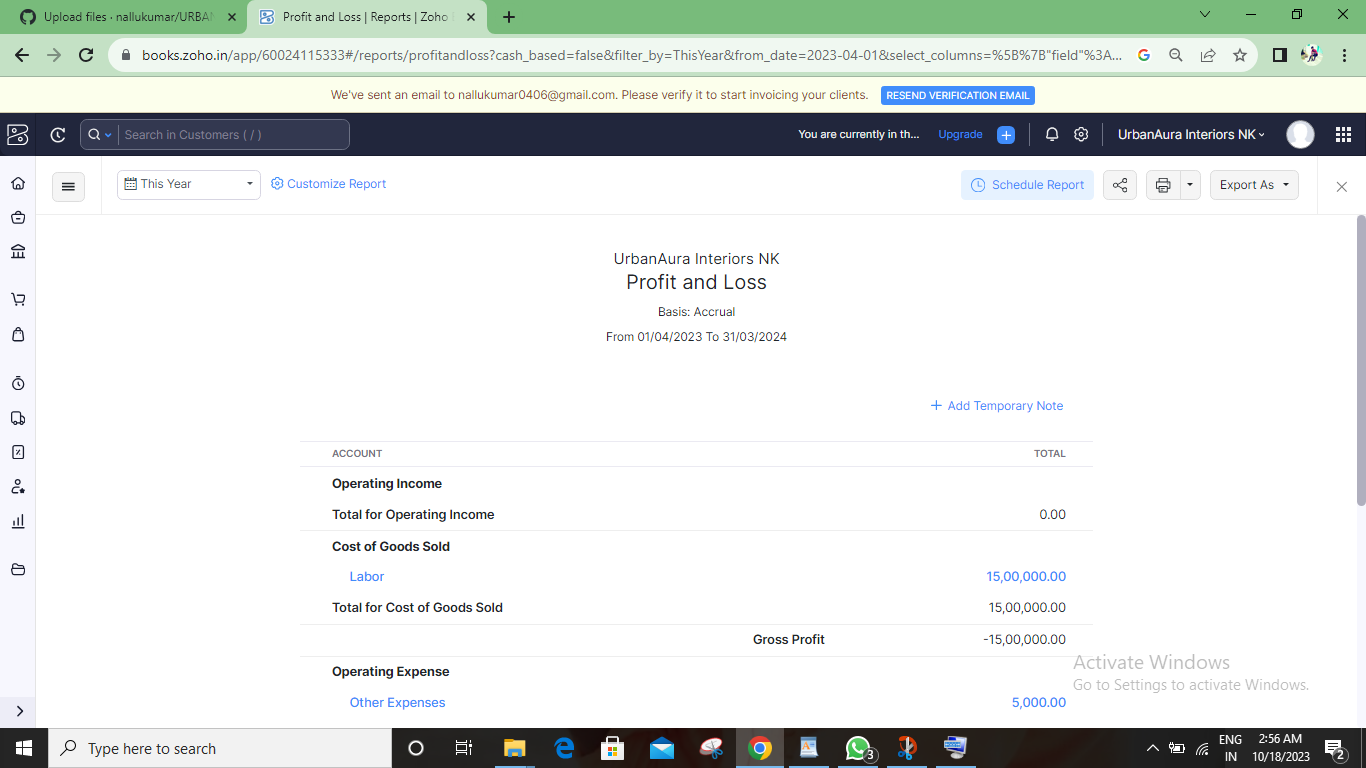 Upload files · nallukumar/URBAN
Profit and Loss | Reports | Zoho
books.zoho.in/app/60024115333#/reports/profitandloss?cash_based=false&filter_by=ThisYear&from_date=2023-04-01&select_columns=%5B%7B"field"%3A...
We've sent an email to nallukumar0406@gmail.com. Please verify it to start invoicing your clients. RESEND VERIFICATION EMAIL
Search in Customers ( / ) You are currently in th... Upgrade UrbanAura Interiors NK
This Year Customize Report Schedule Report Export As
UrbanAura Interiors NK
Profit and Loss
Basis: Accrual
From 01/04/2023 To 31/03/2024
+ Add Temporary Note
ACCOUNT TOTAL
Operating Income
Total for Operating Income 0.00
Cost of Goods Sold
Labor 15,00,000.00
Total for Cost of Goods Sold 15,00,000.00
Gross Profit -15,00,000.00
Operating Expense
Other Expenses 5,000.00
Activate Windows
Go to Settings to activate Windows.
Type here to search
3
ENG 2:56 AM
IN 10/18/2023
2